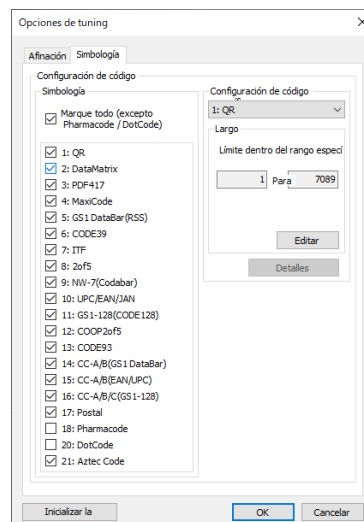 Opciones de tuning
Afinación Simbología
Configuración de código
Simbología
Marque todo (excepto
Pharmacode / DotCode)
1: QR
2: DataMatrix
3: PDF417
4: MaxiCode
5: GS1 DataBar(RSS)
6: CODE39
7: ITF
8: 2of5
9: NW-7(Codabar)
10: UPC/EAN/JAN
11: GS1-128(CODE128)
12: COOP2of5
13: CODE93
14: CC-A/B(GS1 DataBar)
15: CC-A/B(EAN/UPC)
16: CC-A/B/C(GS1-128)
17: Postal
18: Pharmacode
20: DotCode
21: Aztec Code
Configuración de código
1: QR
Largo
Límite dentro del rango especí
1 Para 7089
Editar
Detalles
Inicializar la
OK
Cancelar